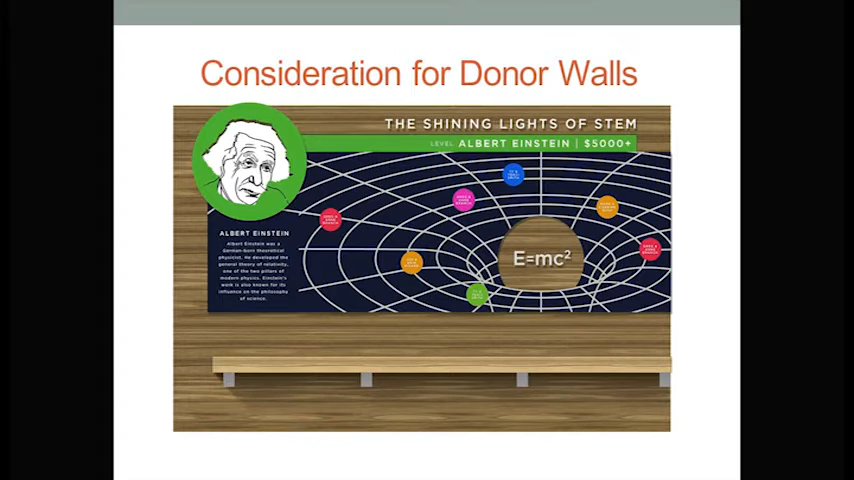 Consideration for Donor Walls
THE SHINING LIGHTS OF STEM
LEVEL ALBERT EINSTEIN | $5000+
E=mc²
ALBERT EINSTEIN
Albert Einstein was a
German-born theoretical
physicist. He developed the
general theory of relativity,
one of the two pillars of
modern physics. Einstein's
work is also known for its
influence on the philosophy
of science.